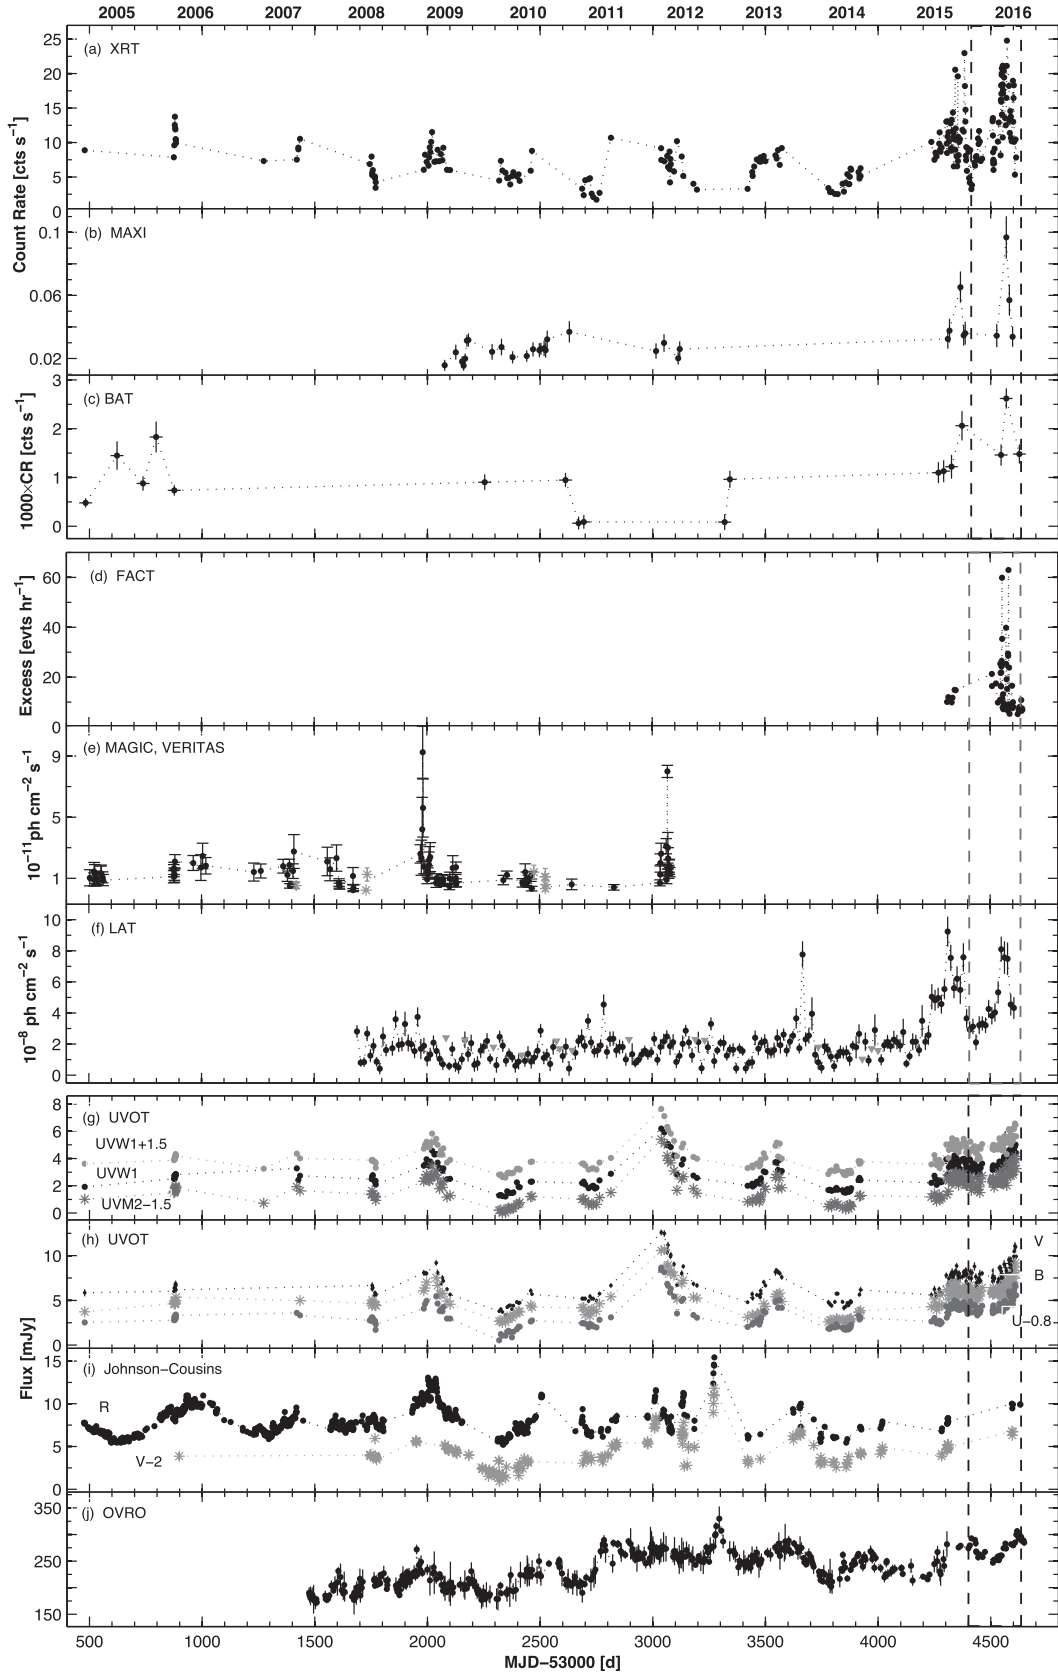 2005 2006 2007 2008 2009 2010 2011 2012 2013 2014 2015 2016
(a) XRT
25
20
15
10
5
0
Count Rate [cts s⁻¹]
(b) MAXI
0.1
0.06
0.02
(c) BAT
3
2
1
0
1000×CR [cts s⁻¹]
(d) FACT
60
40
20
0
Excess [evts hr⁻¹]
(e) MAGIC, VERITAS
9
5
1
10⁻¹¹ph cm⁻² s⁻¹
(f) LAT
10
8
6
4
2
0
10⁻⁸ ph cm⁻² s⁻¹
(g) UVOT
8
6
4
2
0
UVW1+1.5
UVW1
UVM2−1.5
(h) UVOT
10
5
0
V
B
U−0.8
Flux [mJy]
(i) Johnson−Cousins
15
10
5
0
R
V−2
(j) OVRO
350
250
150
500 1000 1500 2000 2500 3000 3500 4000 4500
MJD−53000 [d]